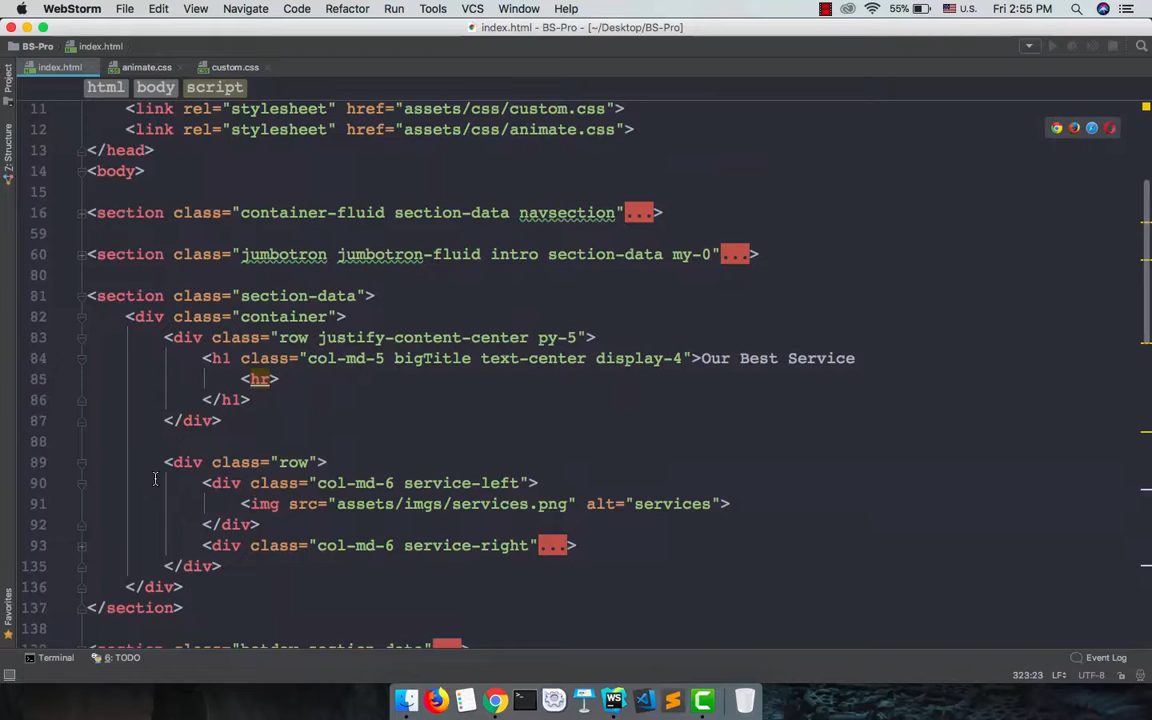 WebStorm File Edit View Navigate Code Refactor Run Tools VCS Window Help 55% U.S. Fri 2:55 PM
index.html - BS-Pro - [~/Desktop/BS-Pro]
BS-Pro index.html
index.html animate.css custom.css
Project
html body script
Z: Structure
11 <link rel="stylesheet" href="assets/css/custom.css">
12 <link rel="stylesheet" href="assets/css/animate.css">
13 </head>
14 <body>
15
16 <section class="container-fluid section-data navsection"...>
59
60 <section class="jumbotron jumbotron-fluid intro section-data my-0"...>
80
81 <section class="section-data">
82 <div class="container">
83 <div class="row justify-content-center py-5">
84 <h1 class="col-md-5 bigTitle text-center display-4">Our Best Service
85 <hr>
86 </h1>
87 </div>
88
89 <div class="row">
90 <div class="col-md-6 service-left">
91 <img src="assets/imgs/services.png" alt="services">
92 </div>
93 <div class="col-md-6 service-right"...>
135 </div>
136 </div>
137 </section>
138
Favorites
Terminal 6: TODO Event Log
323:23 LF UTF-8
WS